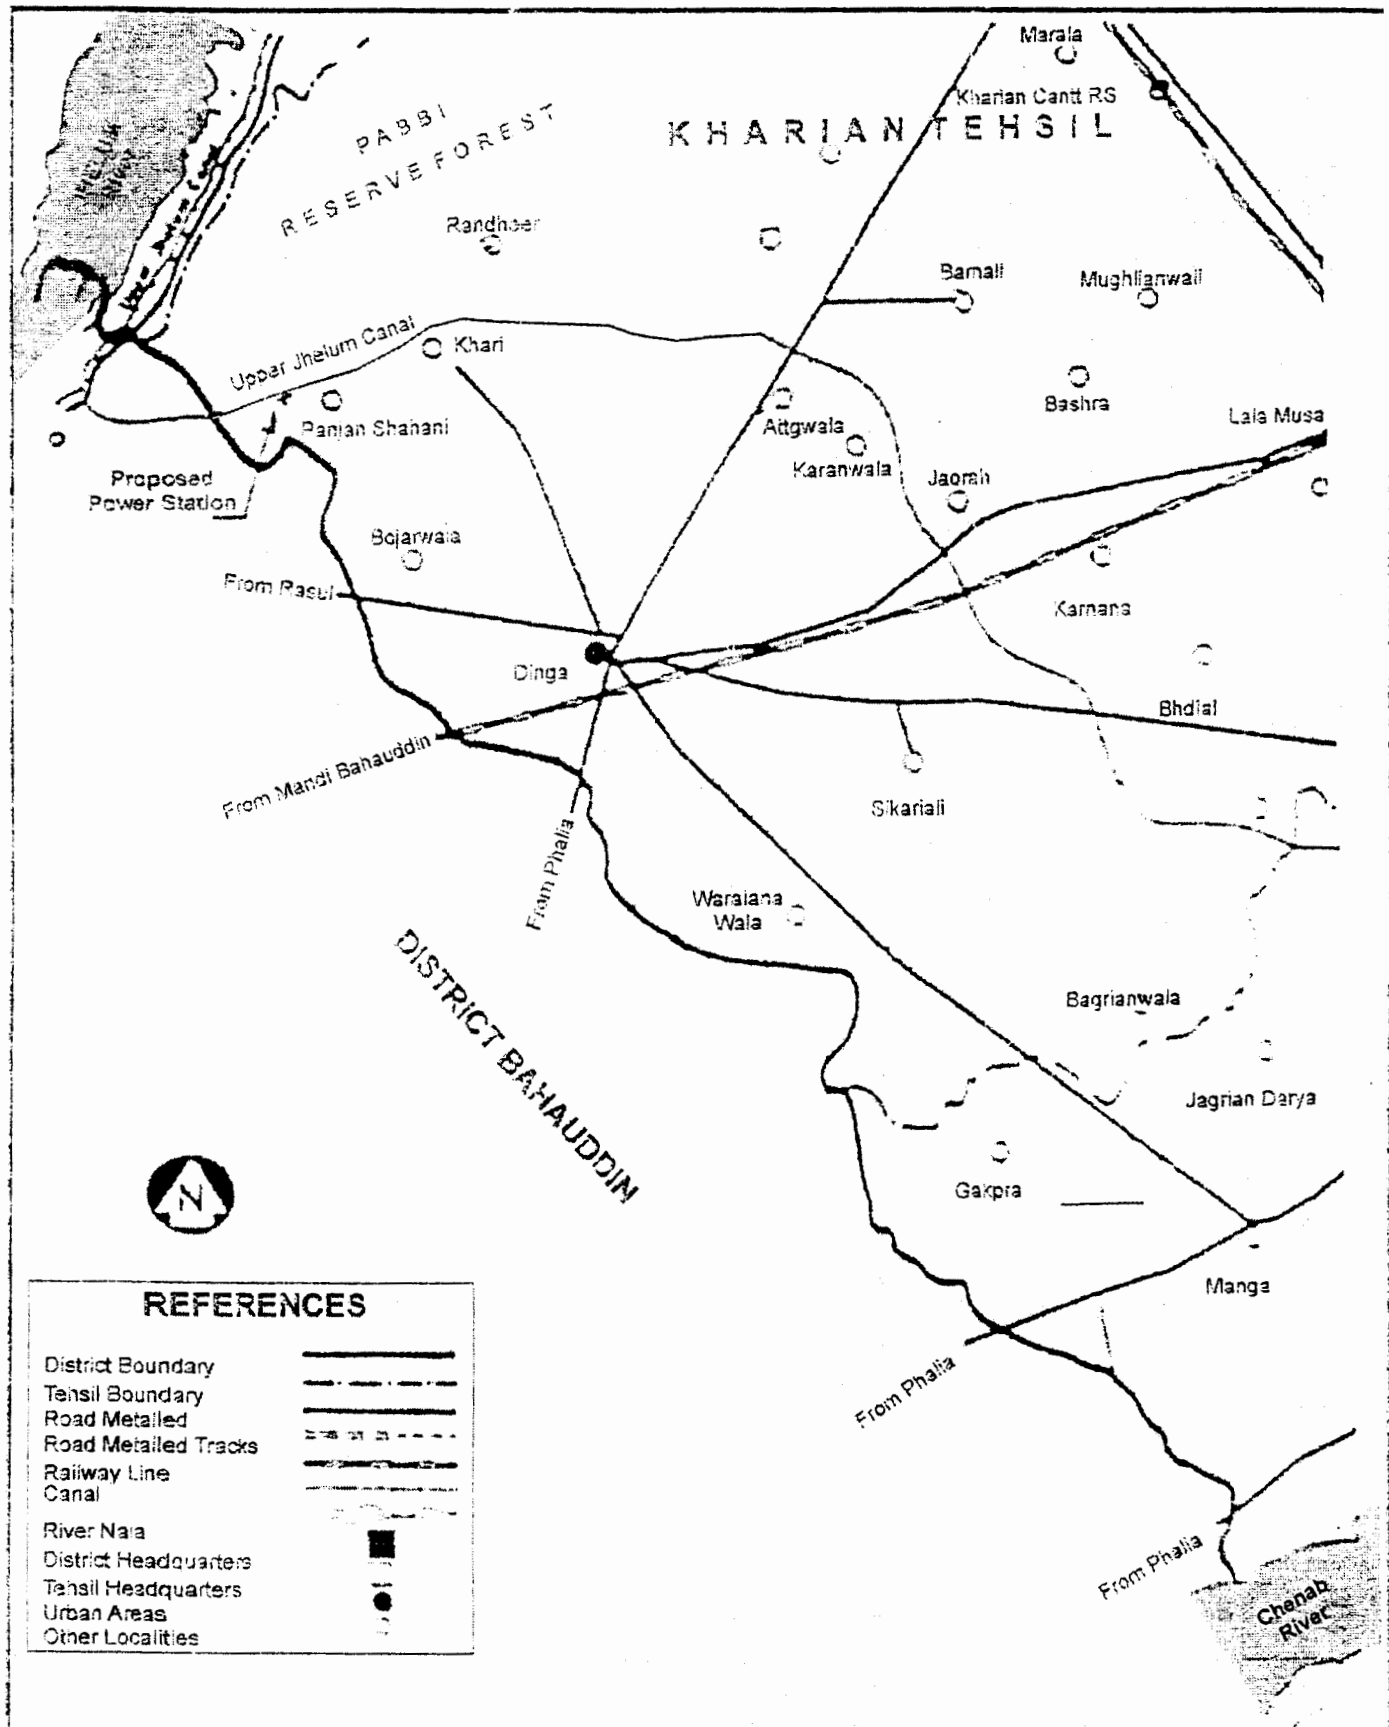 Marala
Kharian Cantt RS
KHARIAN TEHSIL
PABBI
RESERVE FOREST
Randheer
Barnali
Mughlianwali
Upper Jhelum Canal
Khari
Bashra
Panjan Shahani
Attgwala
Lala Musa
Karanwala
Jaorah
Proposed
Power Station
Bojarwala
From Rasul
Karnana
Dinga
Bhdial
From Mandi Bahauddin
Sikariali
From Phalia
Waraiana
Wala
DISTRICT BAHAUDDIN
Bagrianwala
Jagrian Darya
Gakpra
N
Manga
REFERENCES
District Boundary
Tehsil Boundary
Road Metalled
Road Metalled Tracks
Railway Line
Canal
River Nala
District Headquarters
Tehsil Headquarters
Urban Areas
Other Localities
From Phalia
From Phalia
Chenab
River